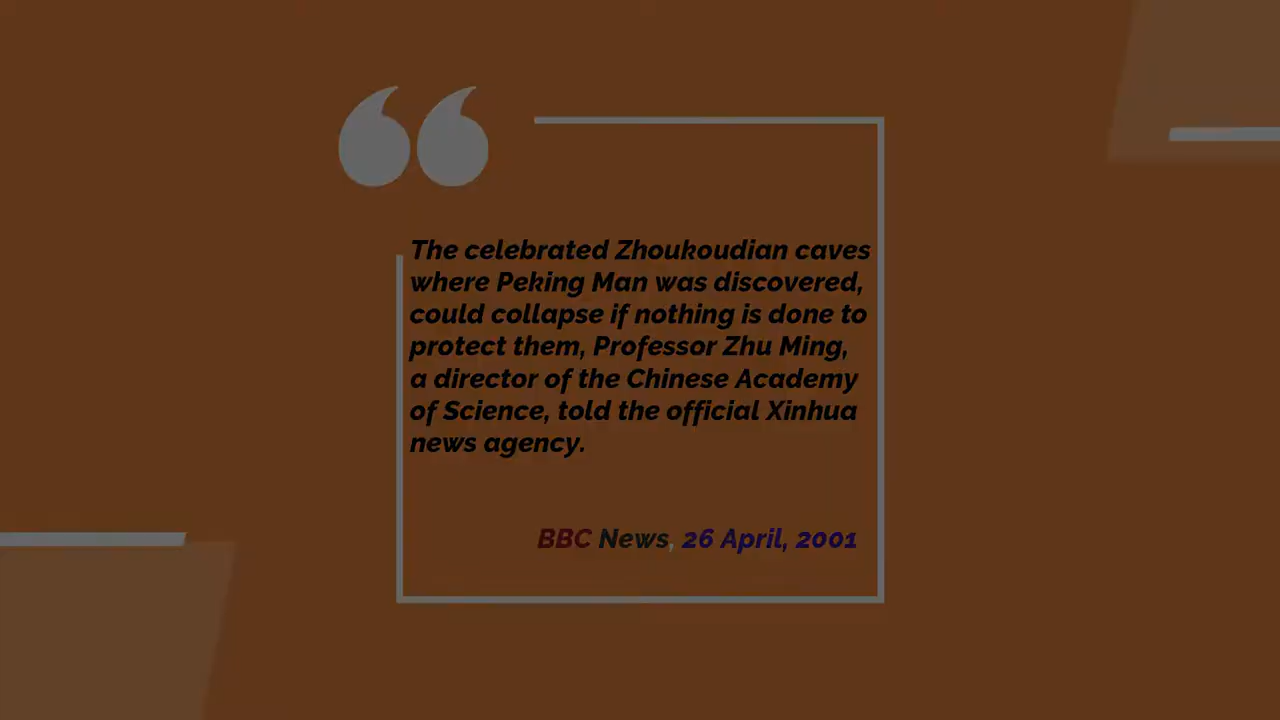 The celebrated Zhoukoudian caves
where Peking Man was discovered,
could collapse if nothing is done to
protect them, Professor Zhu Ming,
a director of the Chinese Academy
of Science, told the official Xinhua
news agency.
BBC News, 26 April, 2001